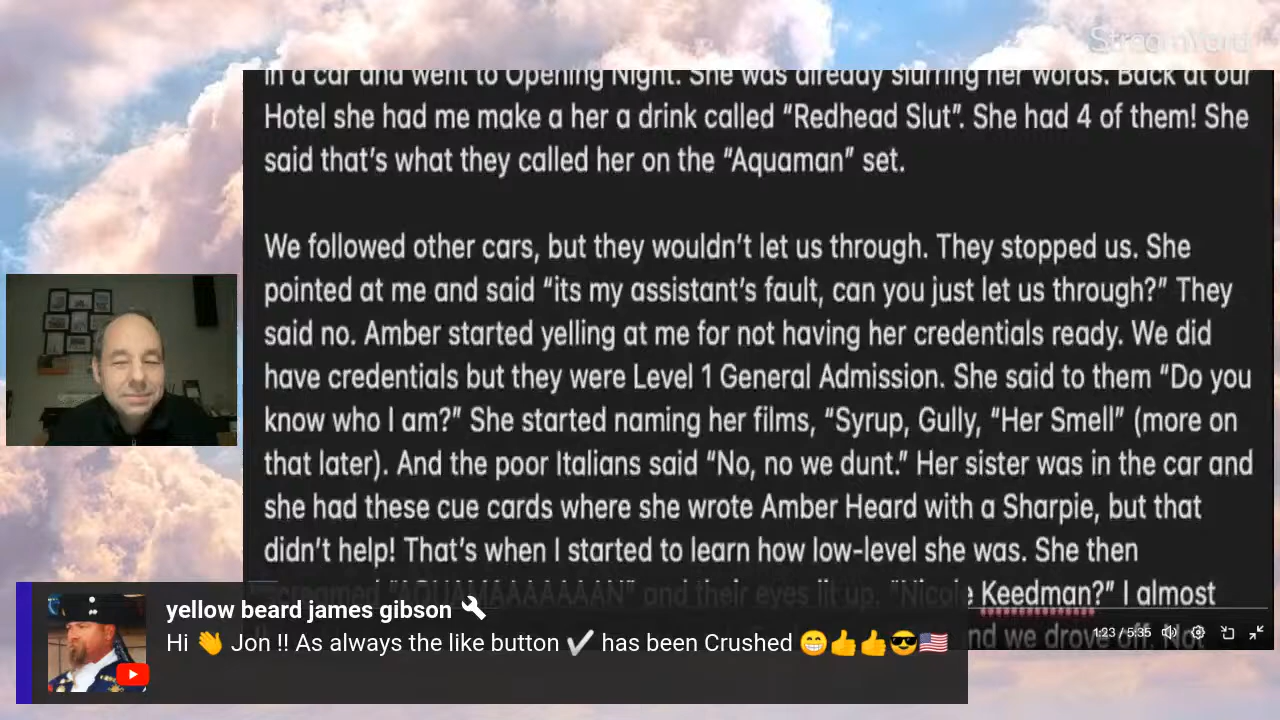 StreamYard
in a car and went to Opening Night. She was already slurring her words. Back at our
Hotel she had me make a her a drink called “Redhead Slut”. She had 4 of them! She
said that’s what they called her on the “Aquaman” set.
We followed other cars, but they wouldn’t let us through. They stopped us. She
pointed at me and said “its my assistant’s fault, can you just let us through?” They
said no. Amber started yelling at me for not having her credentials ready. We did
have credentials but they were Level 1 General Admission. She said to them “Do you
know who I am?” She started naming her films, “Syrup, Gully, “Her Smell” (more on
that later). And the poor Italians said “No, no we dunt.” Her sister was in the car and
she had these cue cards where she wrote Amber Heard with a Sharpie, but that
didn’t help! That’s when I started to learn how low-level she was. She then
screamed “AQUAMAAAAAAAN” and their eyes lit up. “Nicole Keedman?” I almost
and we drove off. Not
1:23 / 5:35
yellow beard james gibson 🔧
Hi 👋 Jon !! As always the like button ✔️ has been Crushed 😁👍👍😎🇺🇸